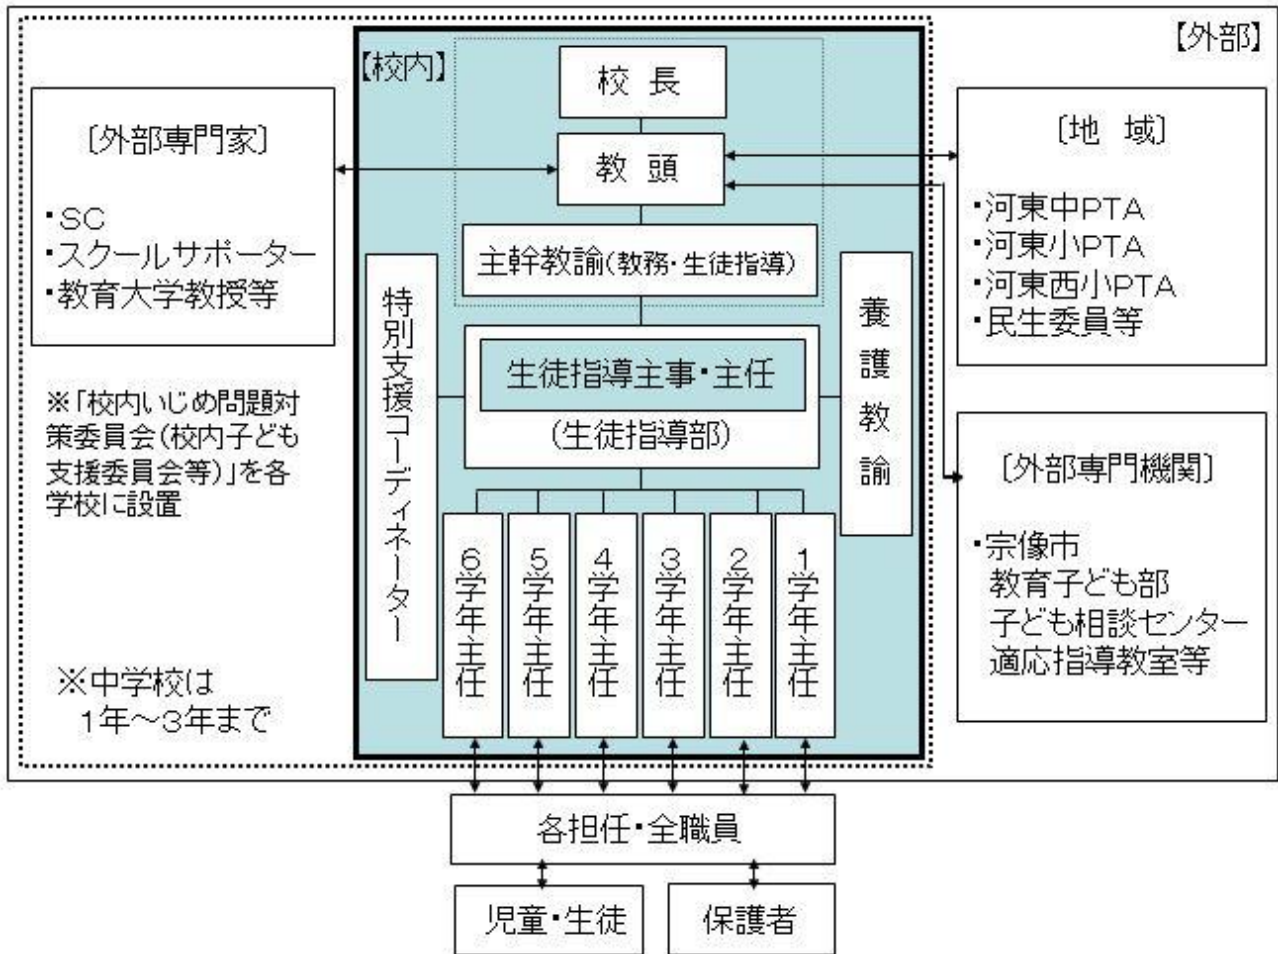 【外部】
【校内】
校長
教頭
主幹教諭(教務・生徒指導)
生徒指導主事・主任
(生徒指導部)
特別支援コーディネーター
養護教諭
〔外部専門家〕
・SC
・スクールサポーター
・教育大学教授等
※「校内いじめ問題対
策委員会(校内子ども
支援委員会等)」を各
学校に設置
※中学校は
1年～3年まで
〔地 域〕
・河東中PTA
・河東小PTA
・河東西小PTA
・民生委員等
〔外部専門機関〕
・宗像市
教育子ども部
子ども相談センター
適応指導教室等
6学年主任
5学年主任
4学年主任
3学年主任
2学年主任
1学年主任
各担任・全職員
児童・生徒
保護者